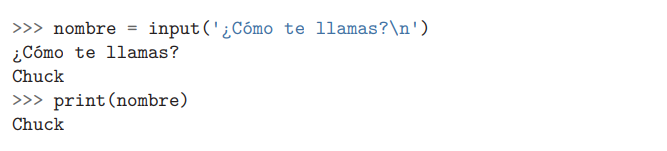 >>> nombre = input('¿Cómo te llamas?\n')
¿Cómo te llamas?
Chuck
>>> print(nombre)
Chuck